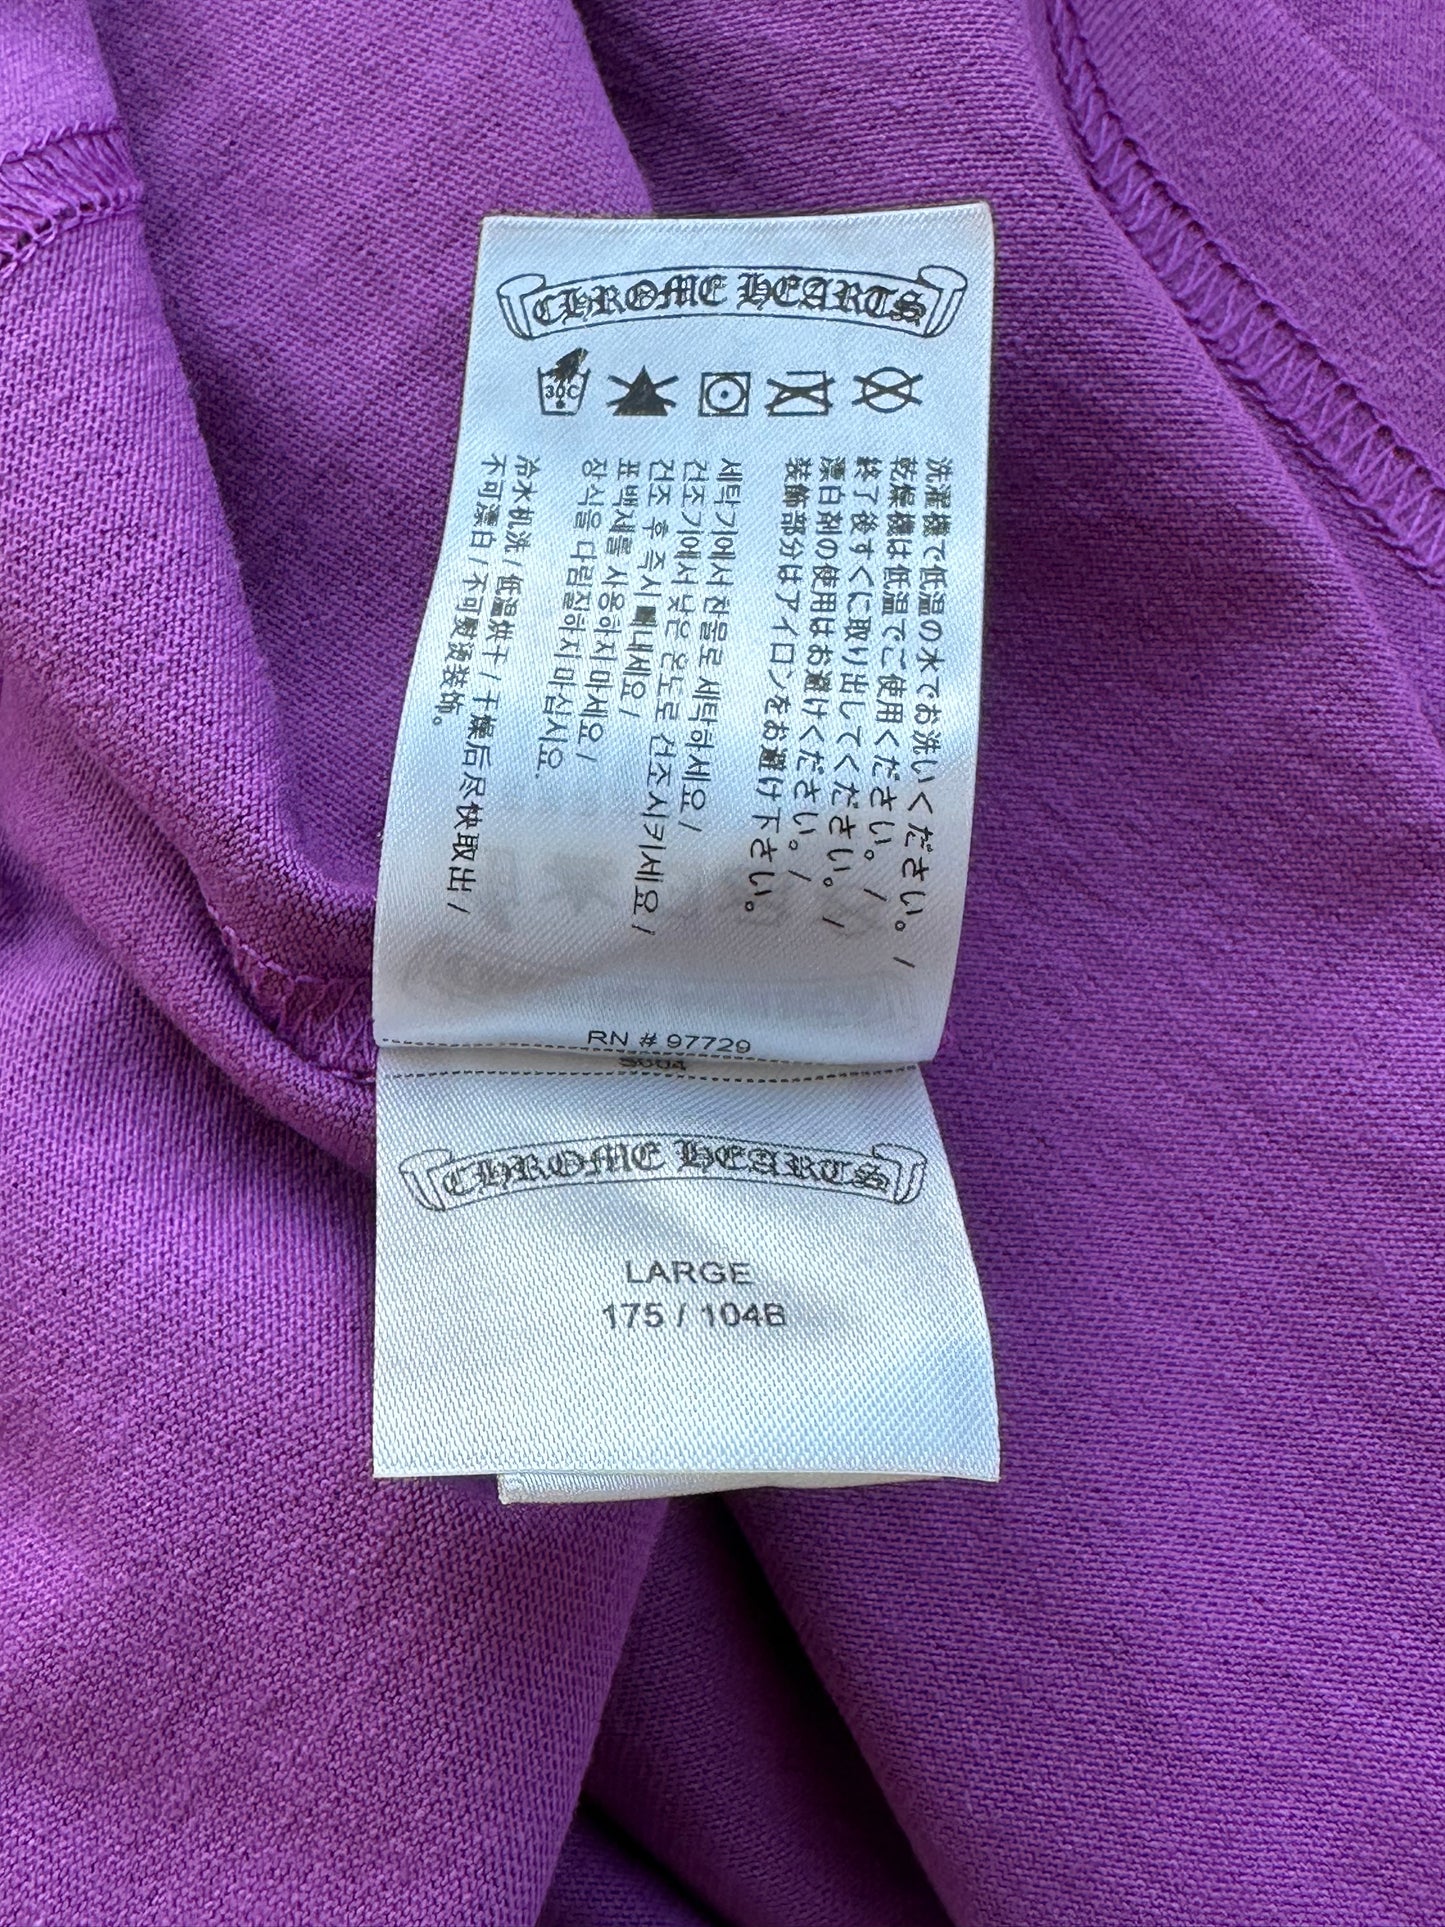 CHROME HEARTS
30C
洗濯機で低温の水でお洗いください。 /
乾燥機は低温でご使用ください。 /
終了後すぐに取り出してください。 /
漂白剤の使用はお避けください。 /
装飾部分はアイロンをお避け下さい。
세탁기에서 찬물로 세탁하세요 /
건조기에서 낮은 온도로 건조시키세요 /
건조 후 즉시 빼내세요 /
표백제를 사용하지 마세요 /
장식을 다림질하지 마십시오.
冷水机洗 / 低温烘干 / 干燥后尽快取出 /
不可漂白 / 不可熨烫装饰。
RN # 97729
S004
CHROME HEARTS
LARGE
175 / 104B